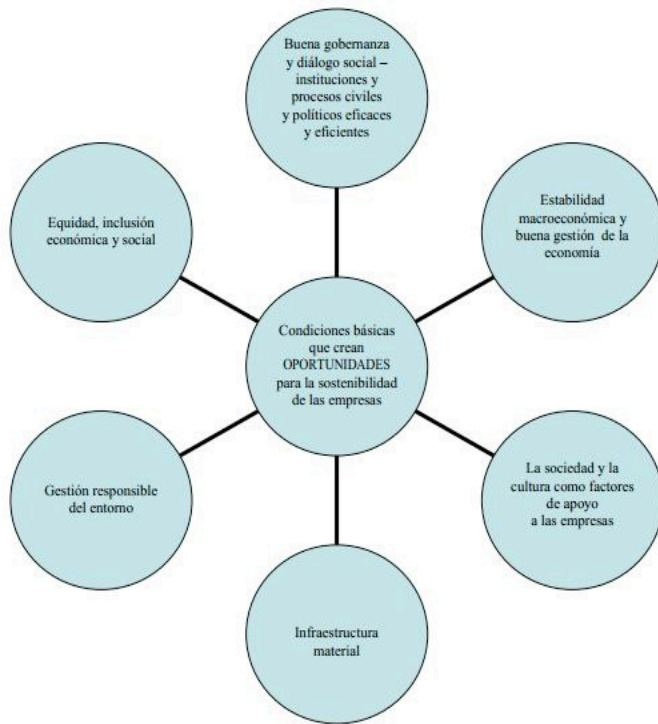 Buena gobernanza
y diálogo social –
instituciones y
procesos civiles
y políticos eficaces
y eficientes
Equidad, inclusión
económica y social
Estabilidad
macroeconómica y
buena gestión de la
economía
Condiciones básicas
que crean
OPORTUNIDADES
para la sostenibilidad
de las empresas
Gestión responsible
del entorno
La sociedad y la
cultura como factores
de apoyo
a las empresas
Infraestructura
material